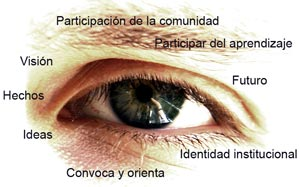 Participación de la comunidad
Participar del aprendizaje
Visión
Futuro
Hechos
Ideas
Identidad institucional
Convoca y orienta